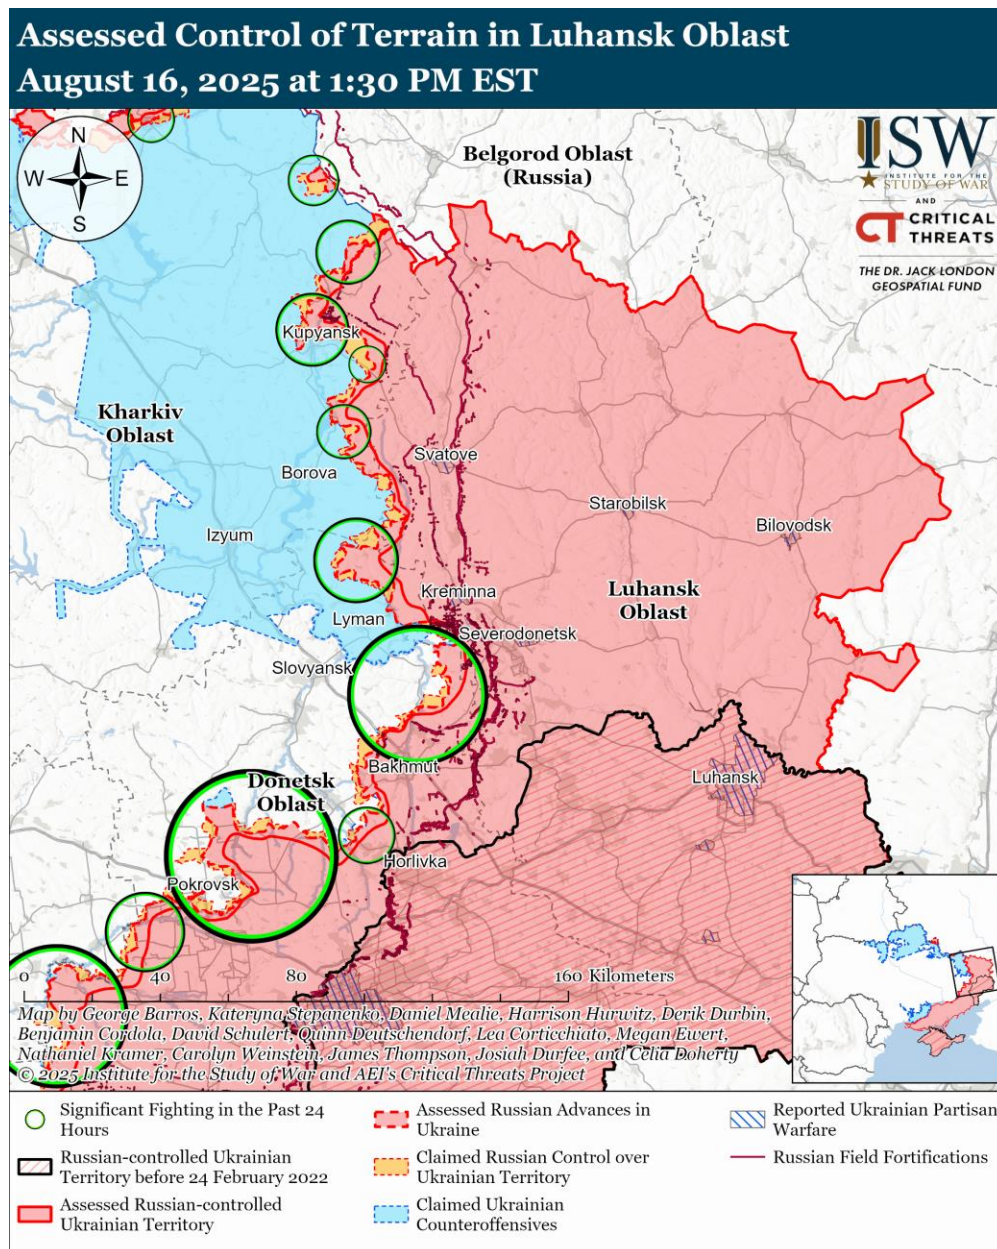 Assessed Control of Terrain in Luhansk Oblast
August 16, 2025 at 1:30 PM EST
N
W E
S
Belgorod Oblast
(Russia)
ISW
INSTITUTE FOR THE
STUDY OF WAR
AND
CT CRITICAL
THREATS
THE DR. JACK LONDON
GEOSPATIAL FUND
Kupyansk
Kharkiv
Oblast
Svatove
Borova
Starobilsk
Bilovodsk
Izyum
Kreminna
Luhansk
Oblast
Lyman
Severodonetsk
Slovyansk
Bakhmut
Luhansk
Donetsk
Oblast
Horlivka
Pokrovsk
0 40 80 160 Kilometers
Map by George Barros, Kateryna Stepanenko, Daniel Mealie, Harrison Hurwitz, Derik Durbin,
Benjamin Cordola, David Schulert, Quinn Dentschendorf, Lea Corticchiato, Megan Ewert,
Nathaniel Kramer, Carolyn Weinstein, James Thompson, Josiah Durfee, and Celia Doherty
© 2025 Institute for the Study of War and AEI's Critical Threats Project
Significant Fighting in the Past 24
Hours
Russian-controlled Ukrainian
Territory before 24 February 2022
Assessed Russian-controlled
Ukrainian Territory
Assessed Russian Advances in
Ukraine
Claimed Russian Control over
Ukrainian Territory
Claimed Ukrainian
Counteroffensives
Reported Ukrainian Partisan
Warfare
Russian Field Fortifications